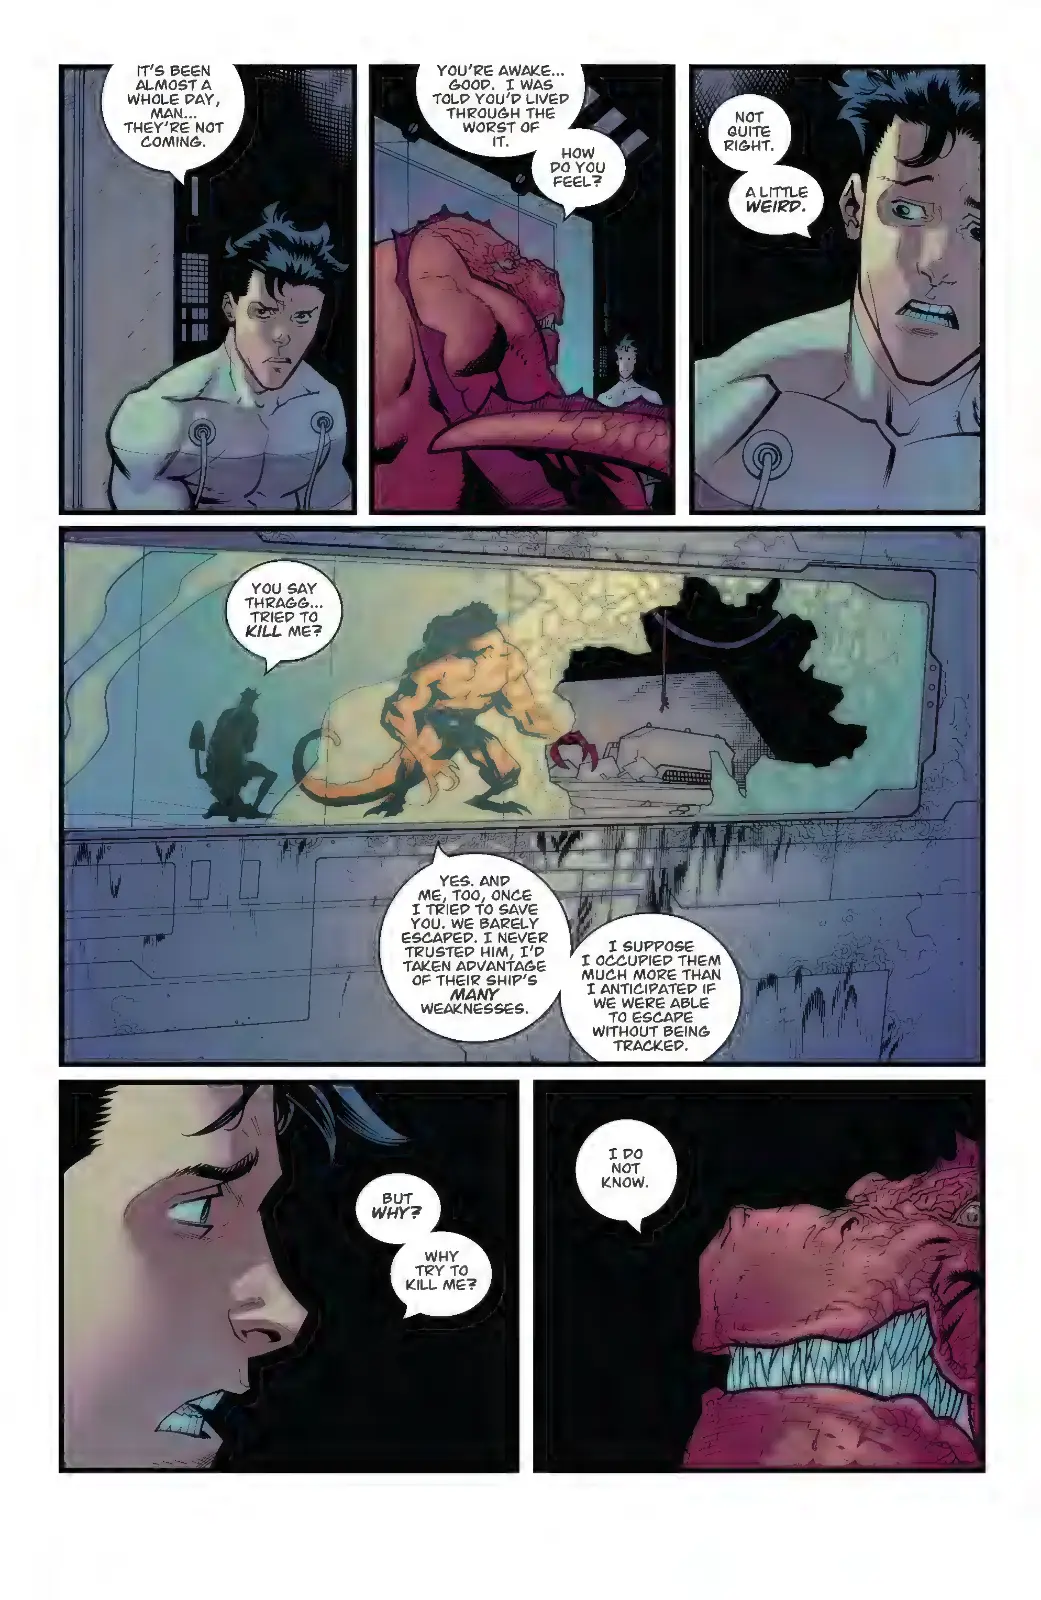 IT'S BEEN
ALMOST A
WHOLE DAY,
MAN...
THEY'RE NOT
COMING.
YOU'RE AWAKE...
GOOD. I WAS
TOLD YOU'D LIVED
THROUGH THE
WORST OF
IT.
HOW
DO YOU
FEEL?
NOT
QUITE
RIGHT.
A LITTLE
WEIRD.
YOU SAY
THRAGG...
TRIED TO
KILL ME?
YES. AND
ME, TOO, ONCE
I TRIED TO SAVE
YOU. WE BARELY
ESCAPED. I NEVER
TRUSTED HIM, I'D
TAKEN ADVANTAGE
OF THEIR SHIP'S
MANY
WEAKNESSES.
I SUPPOSE
I OCCUPIED THEM
MUCH MORE THAN
I ANTICIPATED IF
WE WERE ABLE
TO ESCAPE
WITHOUT BEING
TRACKED.
BUT
WHY?
WHY
TRY TO
KILL ME?
I DO
NOT
KNOW.